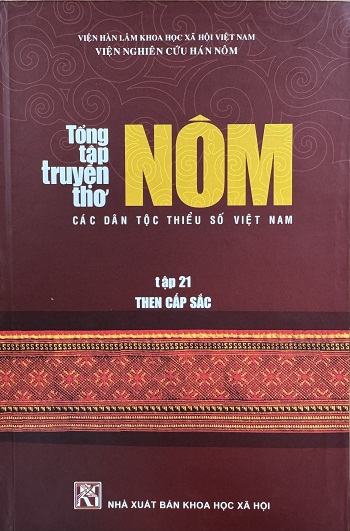 VIỆN HÀN LÂM KHOA HỌC XÃ HỘI VIỆT NAM
VIỆN NGHIÊN CỨU HÁN NÔM
Tổng
tập
truyện
thơ
NÔM
CÁC DÂN TỘC THIỂU SỐ VIỆT NAM
tập 21
THEN CẤP SẮC
NHÀ XUẤT BẢN KHOA HỌC XÃ HỘI